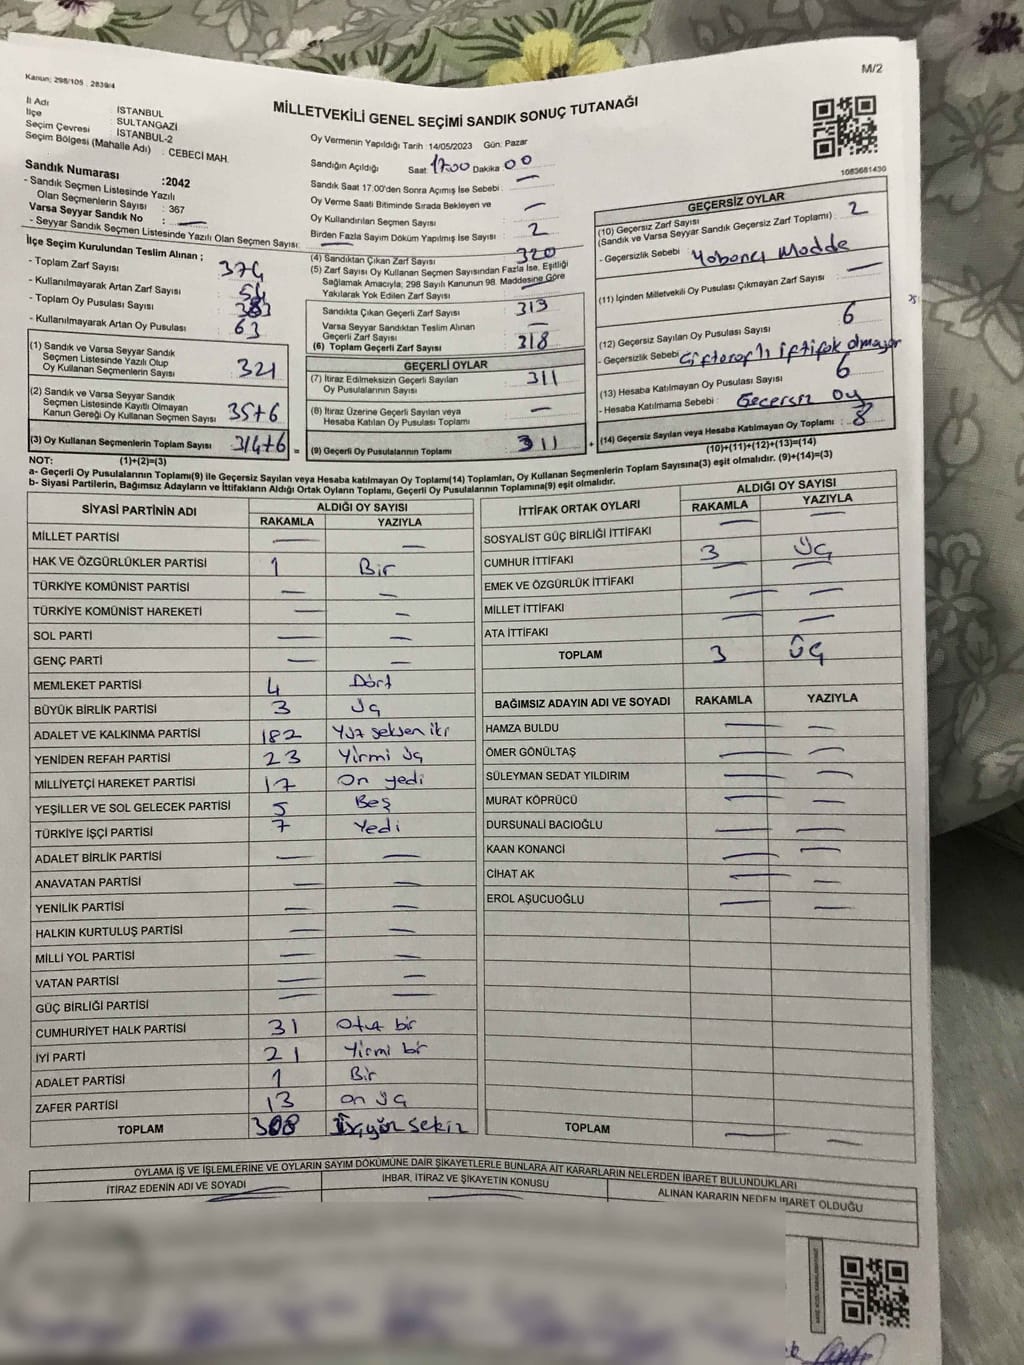 Kanun; 298/105 , 2839/4
M/2
MİLLETVEKİLİ GENEL SEÇİMİ SANDIK SONUÇ TUTANAĞI
İl Adı : İSTANBUL
İlçe : SULTANGAZİ
Seçim Çevresi : İSTANBUL-2
Seçim Bölgesi (Mahalle Adı) : CEBECİ MAH.
Sandık Numarası :2042
- Sandık Seçmen Listesinde Yazılı
Olan Seçmenlerin Sayısı : 367
Varsa Seyyar Sandık No : —
- Seyyar Sandık Seçmen Listesinde Yazılı Olan Seçmen Sayısı: —
İlçe Seçim Kurulundan Teslim Alınan ;
- Toplam Zarf Sayısı : 374
- Kullanılmayarak Artan Zarf Sayısı : 54
- Toplam Oy Pusulası Sayısı : 383
- Kullanılmayarak Artan Oy Pusulası : 63
(1) Sandık ve Varsa Seyyar Sandık
Seçmen Listesinde Yazılı Olup
Oy Kullanan Seçmenlerin Sayısı : 321
(2) Sandık ve Varsa Seyyar Sandık
Seçmen Listesinde Kayıtlı Olmayan
Kanun Gereği Oy Kullanan Seçmen Sayısı :
(3) Oy Kullanan Seçmenlerin Toplam Sayısı :
Oy Vermenin Yapıldığı Tarih : 14/05/2023 Gün: Pazar
Sandığın Açıldığı Saat : 17:00 Dakika : 00
Sandık Saat 17:00'den Sonra Açımış İse Sebebi : —
Oy Verme Saati Bitiminde Sırada Bekleyen ve
Oy Kullandırılan Seçmen Sayısı : —
Birden Fazla Sayım Döküm Yapılmış İse Sayısı : 2
(4) Sandıktan Çıkan Zarf Sayısı : 320
(5) Zarf Sayısı Oy Kullanan Seçmen Sayısından Fazla İse, Eşitliği
Sağlamak Amacıyla; 298 Sayılı Kanunun 98. Maddesine Göre
Yakılarak Yok Edilen Zarf Sayısı : —
Sandıkta Çıkan Geçerli Zarf Sayısı : 319
Varsa Seyyar Sandıktan Teslim Alınan
Geçerli Zarf Sayısı : —
(6) Toplam Geçerli Zarf Sayısı : 318
GEÇERLİ OYLAR
(7) İtiraz Edilmeksizin Geçerli Sayılan
Oy Pusulalarının Sayısı : 311
(8) İtiraz Üzerine Geçerli Sayılan veya
Hesaba Katılan Oy Pusulası Toplamı : —
= (9) Geçerli Oy Pusulalarının Toplamı : 311 +
1083681430
GEÇERSİZ OYLAR
(10) Geçersiz Zarf Sayısı
(Sandık ve Varsa Seyyar Sandık Geçersiz Zarf Toplamı) : 2
- Geçersizlik Sebebi : Yabancı Madde
(11) İçinden Milletvekili Oy Pusulası Çıkmayan Zarf Sayısı : —
(12) Geçersiz Sayılan Oy Pusulası Sayısı : 6
- Geçersizlik Sebebi :
(13) Hesaba Katılmayan Oy Pusulası Sayısı : 6
- Hesaba Katılmama Sebebi : Geçersiz oy
(14) Geçersiz Sayılan veya Hesaba Katılmayan Oy Toplamı : 8
(10)+(11)+(12)+(13)=(14)
NOT: (1)+(2)=(3)
a- Geçerli Oy Pusulalarının Toplamı(9) ile Geçersiz Sayılan veya Hesaba katılmayan Oy Toplamı(14) Toplamları, Oy Kullanan Seçmenlerin Toplam Sayısına(3) eşit olmalıdır. (9)+(14)=(3)
b- Siyasi Partilerin, Bağımsız Adayların ve İttifakların Aldığı Ortak Oyların Toplamı, Geçerli Oy Pusulalarının Toplamına(9) eşit olmalıdır.
SİYASİ PARTİNİN ADI ALDIĞI OY SAYISI
RAKAMLA YAZIYLA
MİLLET PARTİSİ — —
HAK VE ÖZGÜRLÜKLER PARTİSİ 1 Bir
TÜRKİYE KOMÜNİST PARTİSİ — —
TÜRKİYE KOMÜNİST HAREKETİ — —
SOL PARTİ — —
GENÇ PARTİ — —
MEMLEKET PARTİSİ 4 Dört
BÜYÜK BİRLİK PARTİSİ 3 Üç
ADALET VE KALKINMA PARTİSİ 182 Yüz seksen iki
YENİDEN REFAH PARTİSİ 23 Yirmi üç
MİLLİYETÇİ HAREKET PARTİSİ 17 On yedi
YEŞİLLER VE SOL GELECEK PARTİSİ 5 Beş
TÜRKİYE İŞÇİ PARTİSİ 7 Yedi
ADALET BİRLİK PARTİSİ — —
ANAVATAN PARTİSİ — —
YENİLİK PARTİSİ — —
HALKIN KURTULUŞ PARTİSİ — —
MİLLİ YOL PARTİSİ — —
VATAN PARTİSİ — —
GÜÇ BİRLİĞİ PARTİSİ — —
CUMHURİYET HALK PARTİSİ 31 Otuz bir
İYİ PARTİ 21 Yirmi bir
ADALET PARTİSİ 1 Bir
ZAFER PARTİSİ 13 on üç
TOPLAM 308 Üçyüz sekiz
İTTİFAK ORTAK OYLARI ALDIĞI OY SAYISI
RAKAMLA YAZIYLA
SOSYALİST GÜÇ BİRLİĞİ İTTİFAKI — —
CUMHUR İTTİFAKI 3 Üç
EMEK VE ÖZGÜRLÜK İTTİFAKI — —
MİLLET İTTİFAKI — —
ATA İTTİFAKI — —
TOPLAM 3 Üç
BAĞIMSIZ ADAYIN ADI VE SOYADI RAKAMLA YAZIYLA
HAMZA BULDU — —
ÖMER GÖNÜLTAŞ — —
SÜLEYMAN SEDAT YILDIRIM — —
MURAT KÖPRÜCÜ — —
DURSUNALİ BACIOĞLU — —
KAAN KONANCI — —
CİHAT AK — —
EROL AŞUCUOĞLU — —
TOPLAM — —
OYLAMA İŞ VE İŞLEMLERİNE VE OYLARIN SAYIM DÖKÜMÜNE DAİR ŞİKAYETLERLE BUNLARA AİT KARARLARIN NELERDEN İBARET BULUNDUKLARI
İTİRAZ EDENİN ADI VE SOYADI İHBAR, İTİRAZ VE ŞİKAYETİN KONUSU ALINAN KARARIN NEDEN İBARET OLDUĞU